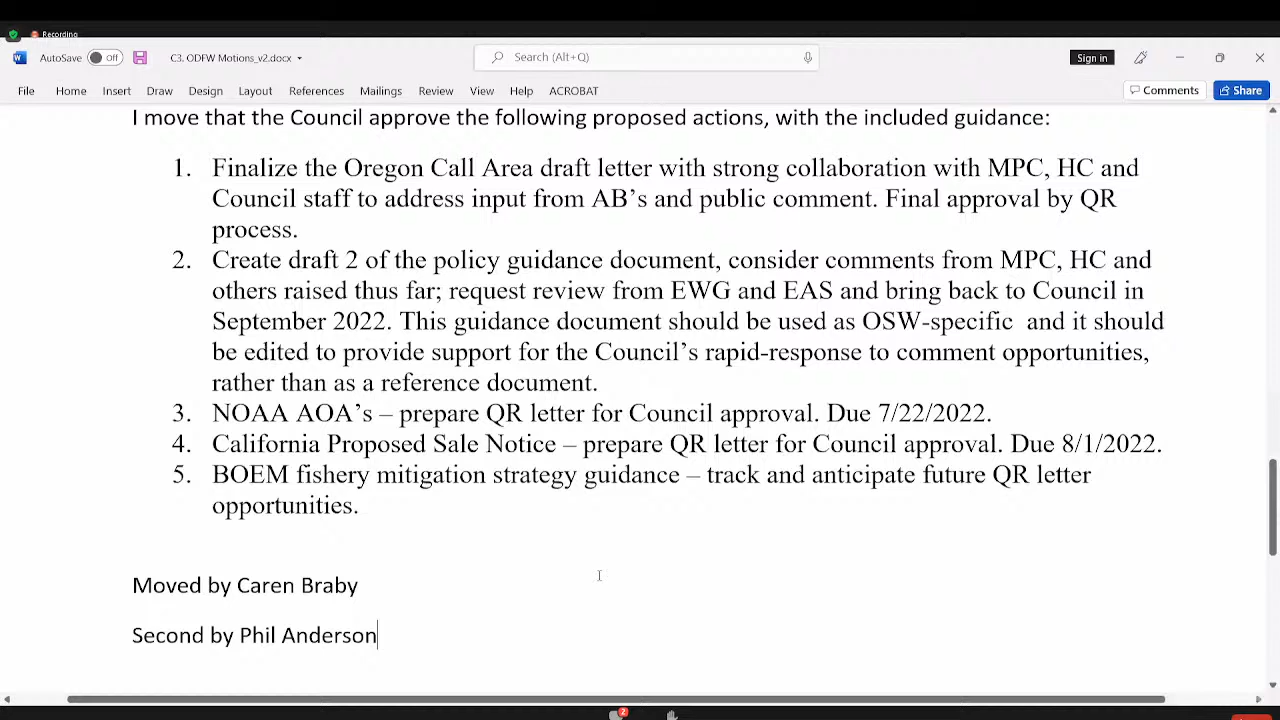 Recording
AutoSave Off C3. ODFW Motions_v2.docx Search (Alt+Q) Sign in
File Home Insert Draw Design Layout References Mailings Review View Help ACROBAT Comments Share
I move that the Council approve the following proposed actions, with the included guidance:
1. Finalize the Oregon Call Area draft letter with strong collaboration with MPC, HC and
Council staff to address input from AB’s and public comment. Final approval by QR
process.
2. Create draft 2 of the policy guidance document, consider comments from MPC, HC and
others raised thus far; request review from EWG and EAS and bring back to Council in
September 2022. This guidance document should be used as OSW-specific and it should
be edited to provide support for the Council’s rapid-response to comment opportunities,
rather than as a reference document.
3. NOAA AOA’s – prepare QR letter for Council approval. Due 7/22/2022.
4. California Proposed Sale Notice – prepare QR letter for Council approval. Due 8/1/2022.
5. BOEM fishery mitigation strategy guidance – track and anticipate future QR letter
opportunities.
Moved by Caren Braby
Second by Phil Anderson
2